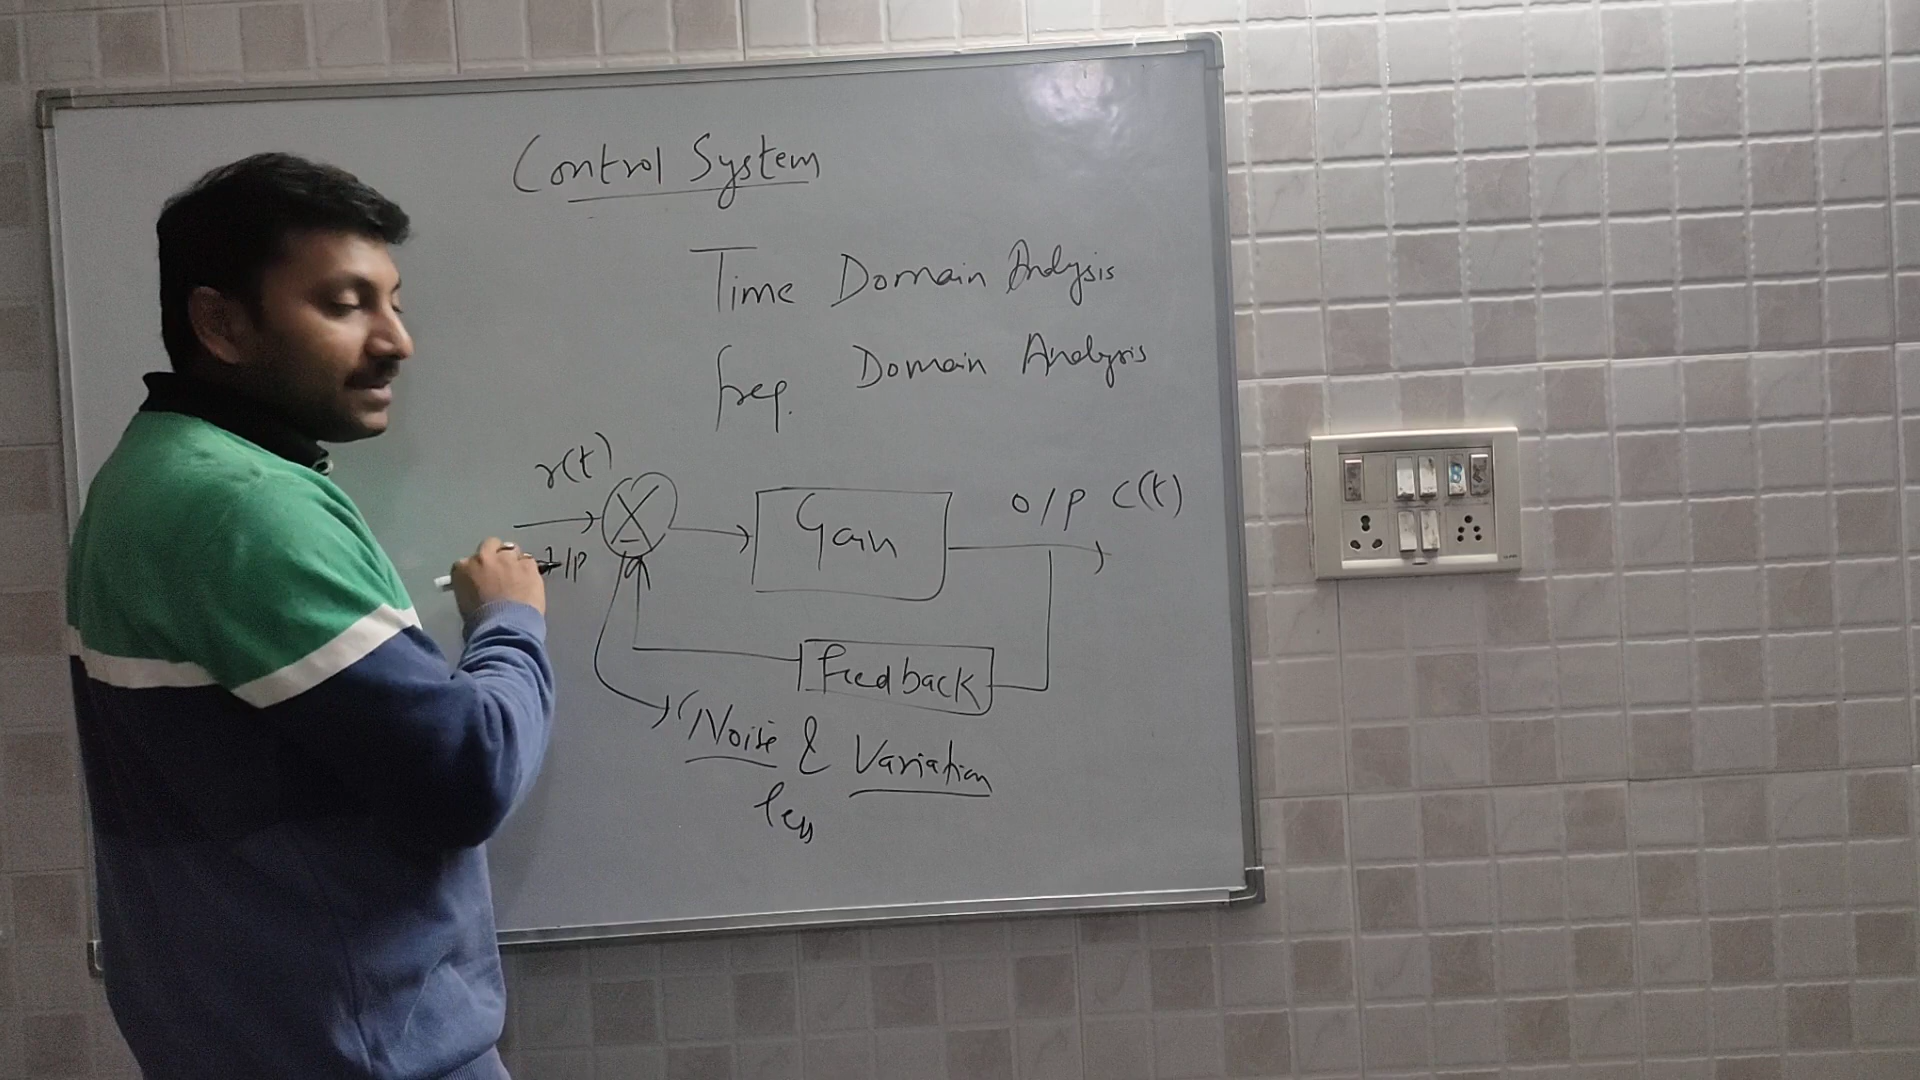 Control System
Time Domain Analysis
freq. Domain Analysis
r(t)
I/P
Gain
O/P C(t)
Feedback
Noise & Variation
less